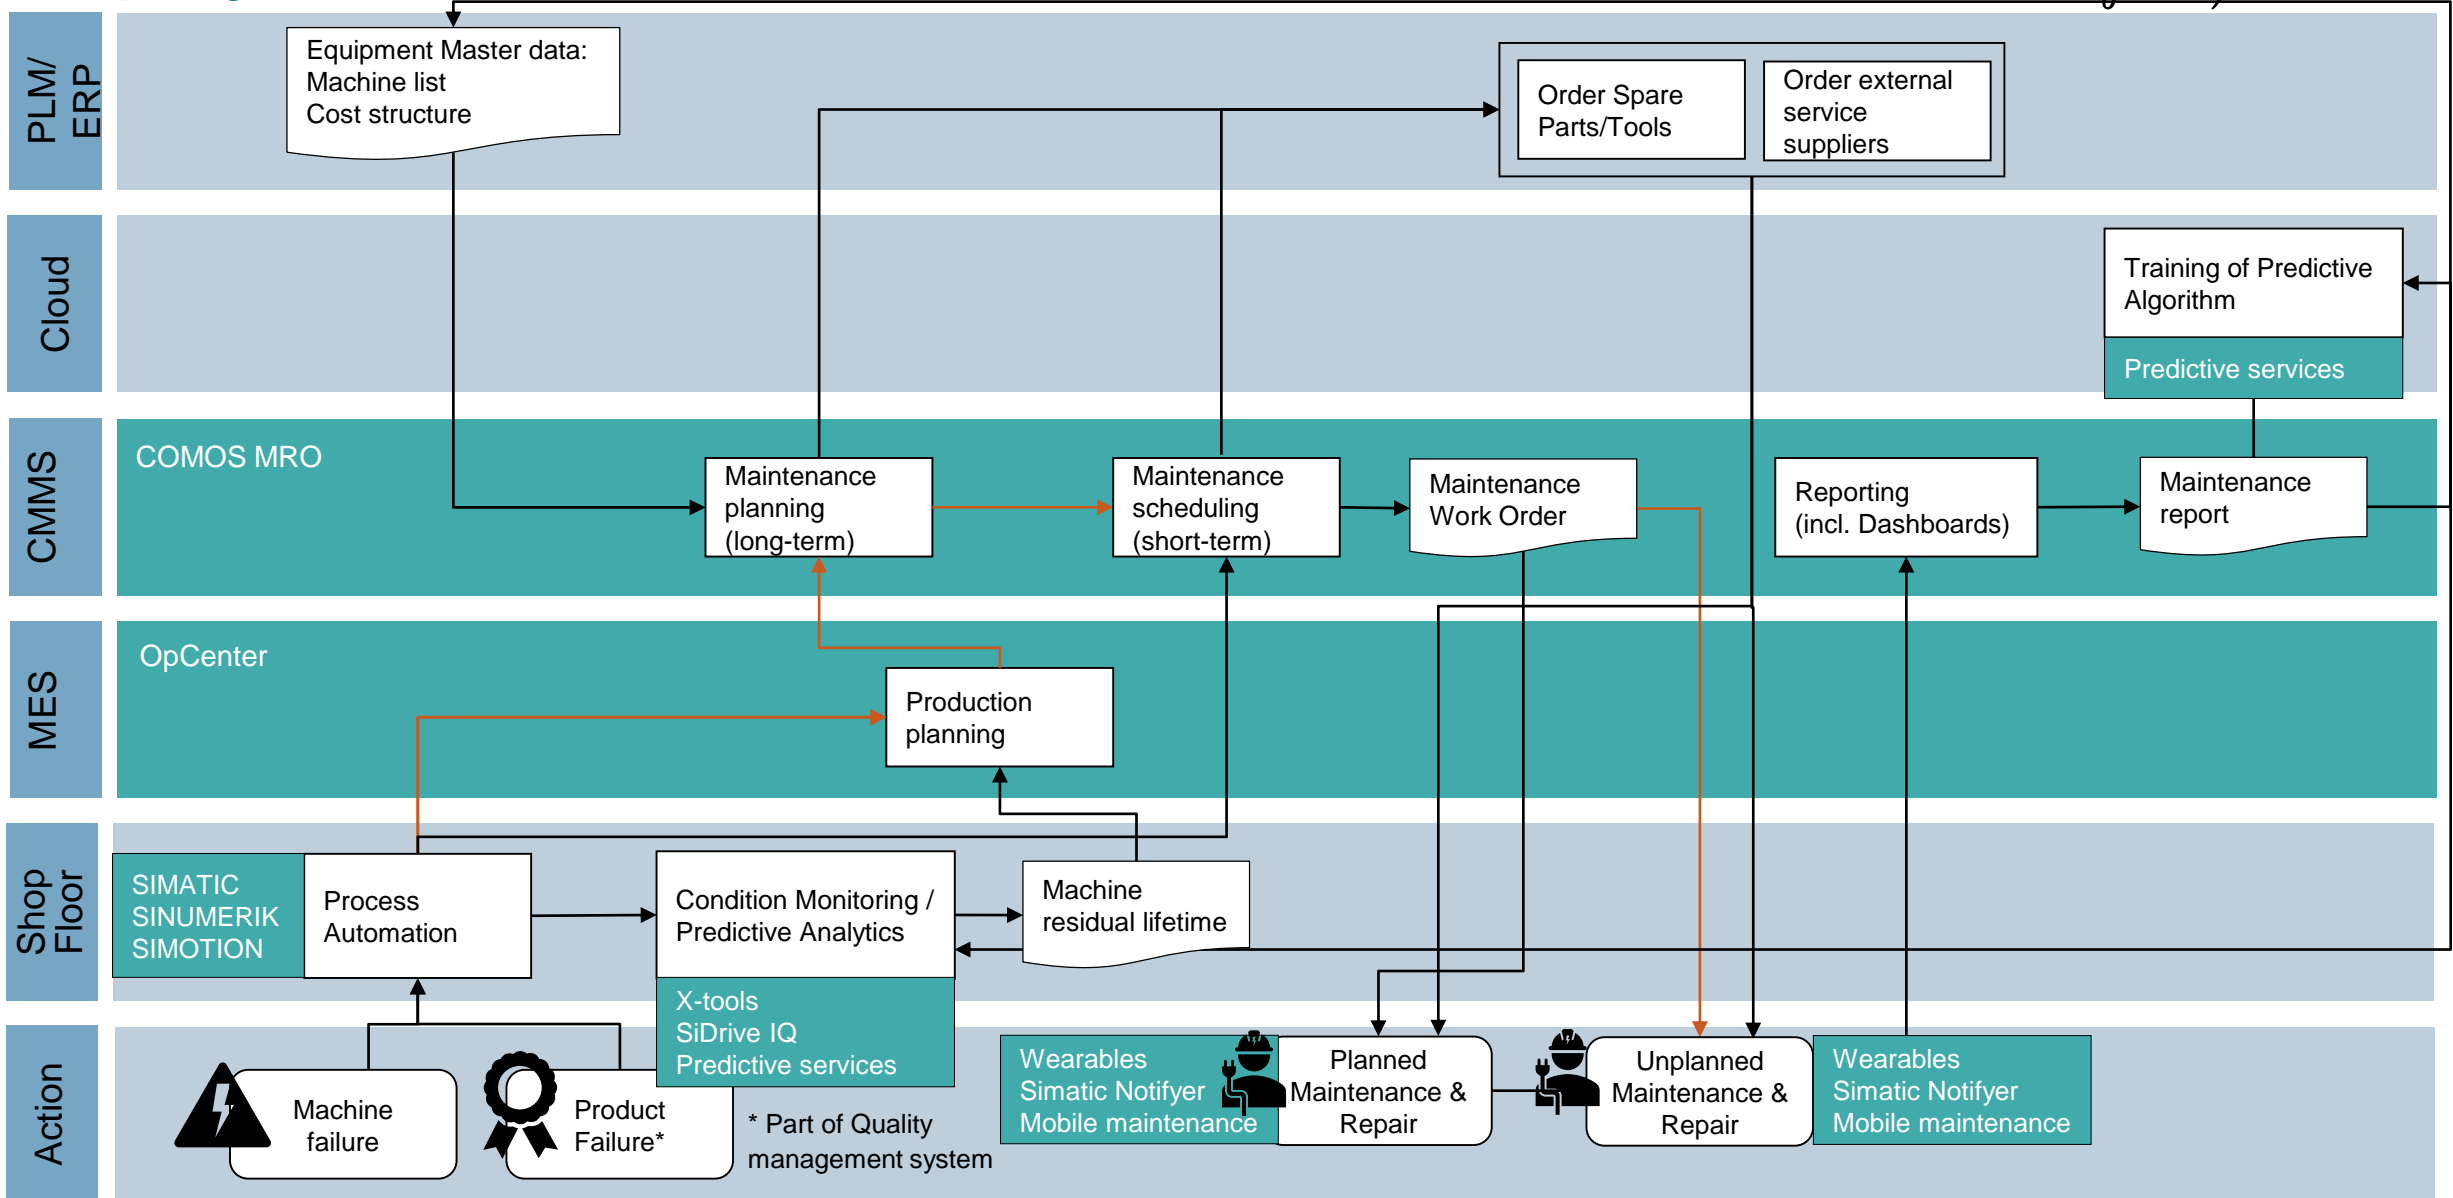 PLM/
ERP
Equipment Master data:
Machine list
Cost structure
Order Spare
Parts/Tools
Order external
service
suppliers
Cloud
Training of Predictive
Algorithm
Predictive services
CMMS
COMOS MRO
Maintenance
planning
(long-term)
Maintenance
scheduling
(short-term)
Maintenance
Work Order
Reporting
(incl. Dashboards)
Maintenance
report
MES
OpCenter
Production
planning
Shop
Floor
SIMATIC
SINUMERIK
SIMOTION
Process
Automation
Condition Monitoring /
Predictive Analytics
X-tools
SiDrive IQ
Predictive services
Machine
residual lifetime
Action
Machine
failure
Product
Failure*
* Part of Quality
management system
Wearables
Simatic Notifyer
Mobile maintenance
Planned
Maintenance &
Repair
Unplanned
Maintenance &
Repair
Wearables
Simatic Notifyer
Mobile maintenance